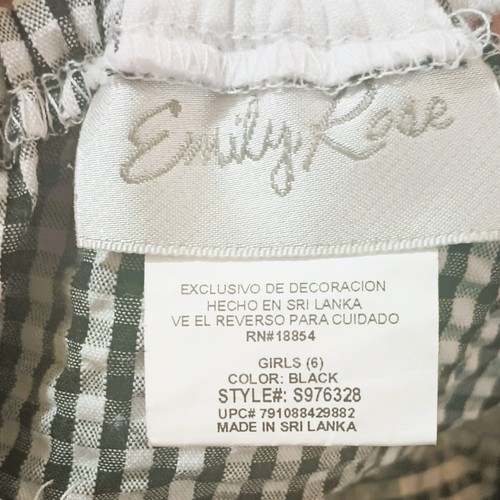 Emily Rose
EXCLUSIVO DE DECORACION
HECHO EN SRI LANKA
VE EL REVERSO PARA CUIDADO
RN#18854
GIRLS (6)
COLOR: BLACK
STYLE#: S976328
UPC# 791088429882
MADE IN SRI LANKA